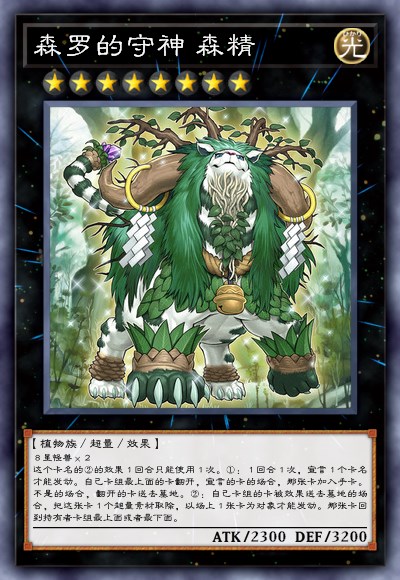 森罗的守神 森精
光
ひかり
【植物族／超量／效果】
8星怪兽×2
这个卡名的②的效果1回合只能使用1次。①：1回合1次，宣言1个卡名
才能发动。自己卡组最上面的卡翻开，宣言的卡的场合，那张卡加入手卡。
不是的场合，翻开的卡送去墓地。②：自己卡组的卡被效果送去墓地的场
合，把这张卡1个超量素材取除，以场上1张卡为对象才能发动。那张卡回
到持有者卡组最上面或者最下面。
ATK/2300 DEF/3200